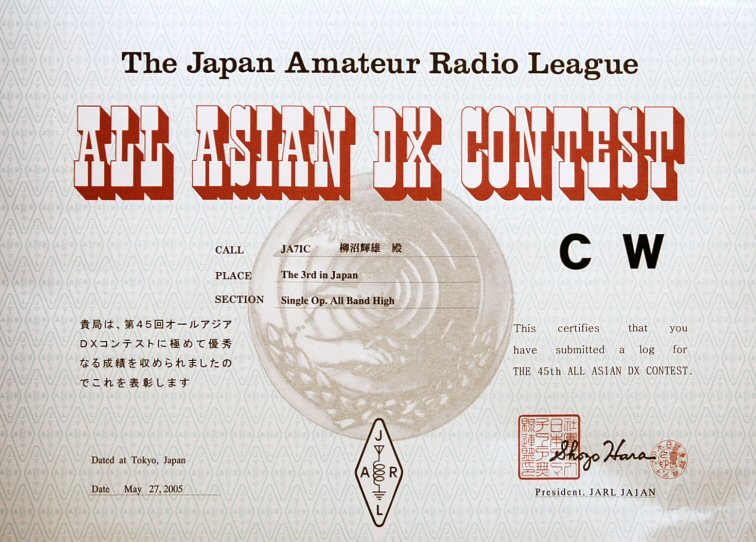 The Japan Amateur Radio League
ALL ASIAN DX CONTEST
C W
CALL JA7IC 柳沼輝雄 殿
PLACE The 3rd in Japan
SECTION Single Op. All Band High
貴局は、第45回オールアジア
DXコンテストに極めて優秀
なる成績を収められましたの
でこれを表彰します
This certifies that you
have submitted a log for
THE 45th ALL ASIAN DX CONTEST.
Dated at Tokyo, Japan
Date May 27, 2005
J
A R
L
Shozo Hara
President, JARL JA1AN